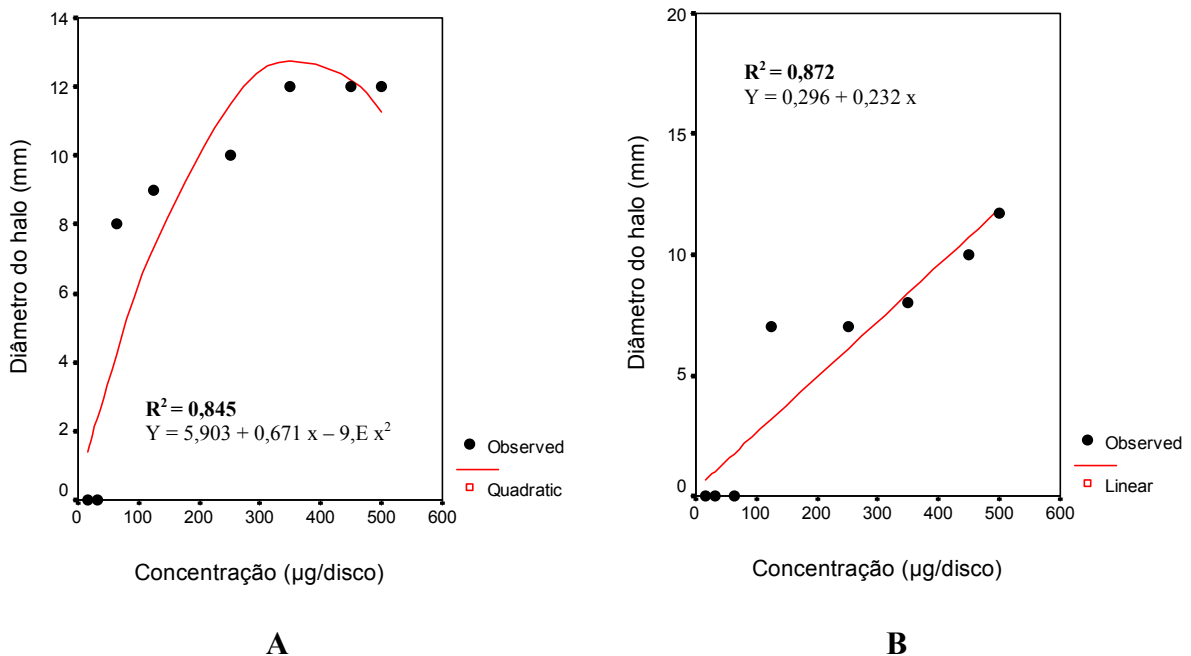 14
12
10
8
6
4
2
0
Diâmetro do halo (mm)
R² = 0,845
Y = 5,903 + 0,671 x – 9,E x²
Observed
Quadratic
0 100 200 300 400 500 600
Concentração (µg/disco)
A
20
15
10
5
0
Diâmetro do halo (mm)
R² = 0,872
Y = 0,296 + 0,232 x
Observed
Linear
0 100 200 300 400 500 600
Concentração (µg/disco)
B